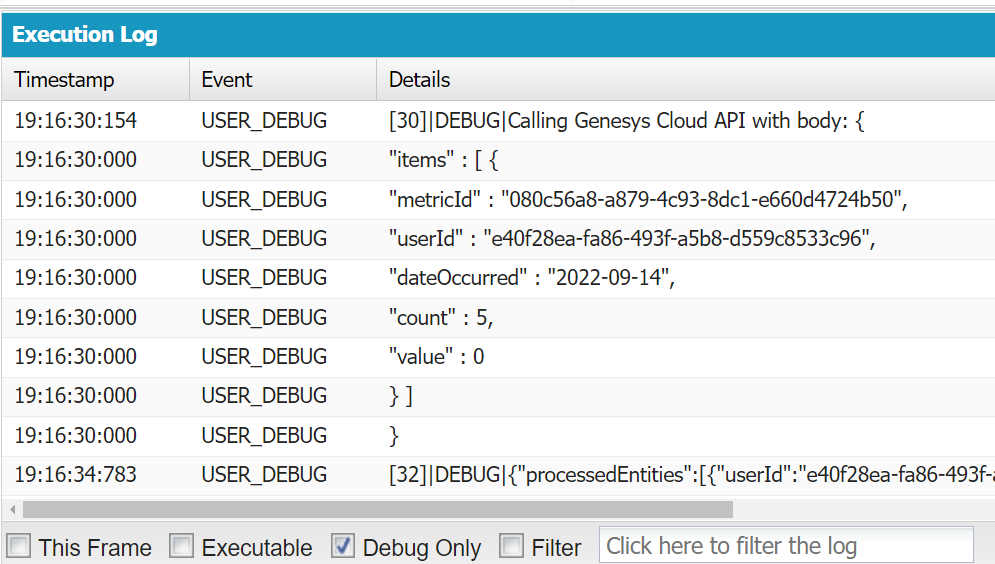 Execution Log
Timestamp Event Details
19:16:30:154 USER_DEBUG [30]|DEBUG|Calling Genesys Cloud API with body: {
19:16:30:000 USER_DEBUG "items" : [ {
19:16:30:000 USER_DEBUG "metricId" : "080c56a8-a879-4c93-8dc1-e660d4724b50",
19:16:30:000 USER_DEBUG "userId" : "e40f28ea-fa86-493f-a5b8-d559c8533c96",
19:16:30:000 USER_DEBUG "dateOccurred" : "2022-09-14",
19:16:30:000 USER_DEBUG "count" : 5,
19:16:30:000 USER_DEBUG "value" : 0
19:16:30:000 USER_DEBUG } ]
19:16:30:000 USER_DEBUG }
19:16:34:783 USER_DEBUG [32]|DEBUG|{"processedEntities":[{"userId":"e40f28ea-fa86-493f-a
This Frame Executable Debug Only Filter Click here to filter the log